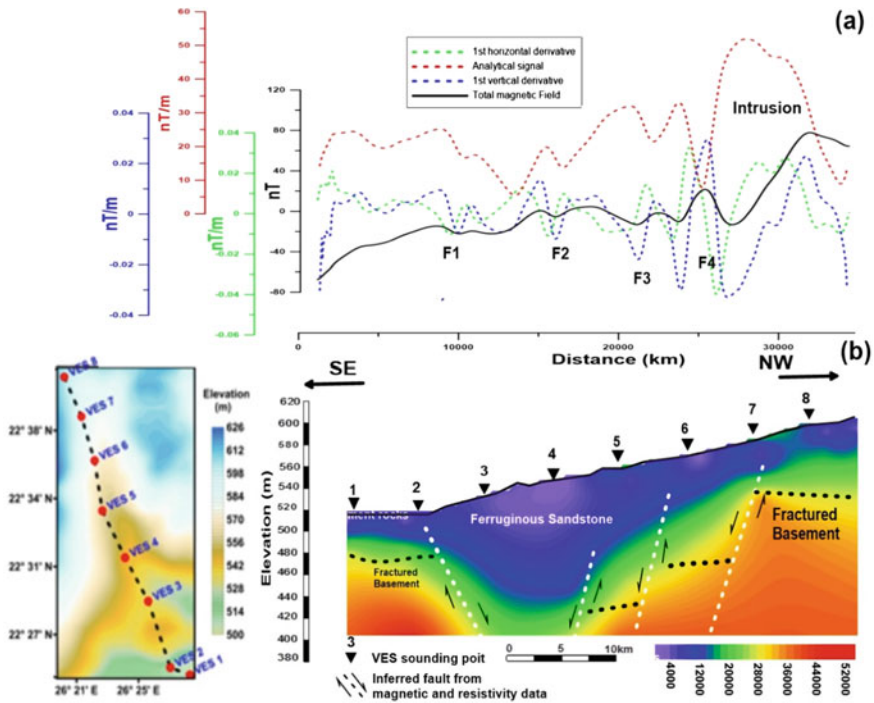 (a)
60
50
40
30
20
10
0
nT/m
0.04
0.02
0
-0.02
-0.04
nT/m
0.04
0.02
0
-0.02
-0.04
-0.06
nT/m
120
80
40
0
-40
-80
nT
1st horizontal derivative
Analytical signal
1st vertical derivative
Total magnetic Field
Intrusion
F1
F2
F3
F4
0
10000
20000
30000
Distance (km)
SE
NW
(b)
VES 8
VES 7
VES 6
VES 5
VES 4
VES 3
VES 2
VES 1
22° 38' N
22° 34' N
22° 31' N
22° 27' N
26° 21' E
26° 25' E
Elevation
(m)
626
612
598
584
570
556
542
528
514
500
Elevation (m)
620
600
580
560
540
520
500
480
460
440
420
400
380
1
2
3
4
5
6
7
8
ment rocks
Ferruginous Sandstone
Fractured
Basement
Fractured
Basement
3
VES sounding poit
Inferred fault from
magnetic and resistivity data
0
5
10km
4000
12000
20000
28000
36000
44000
52000